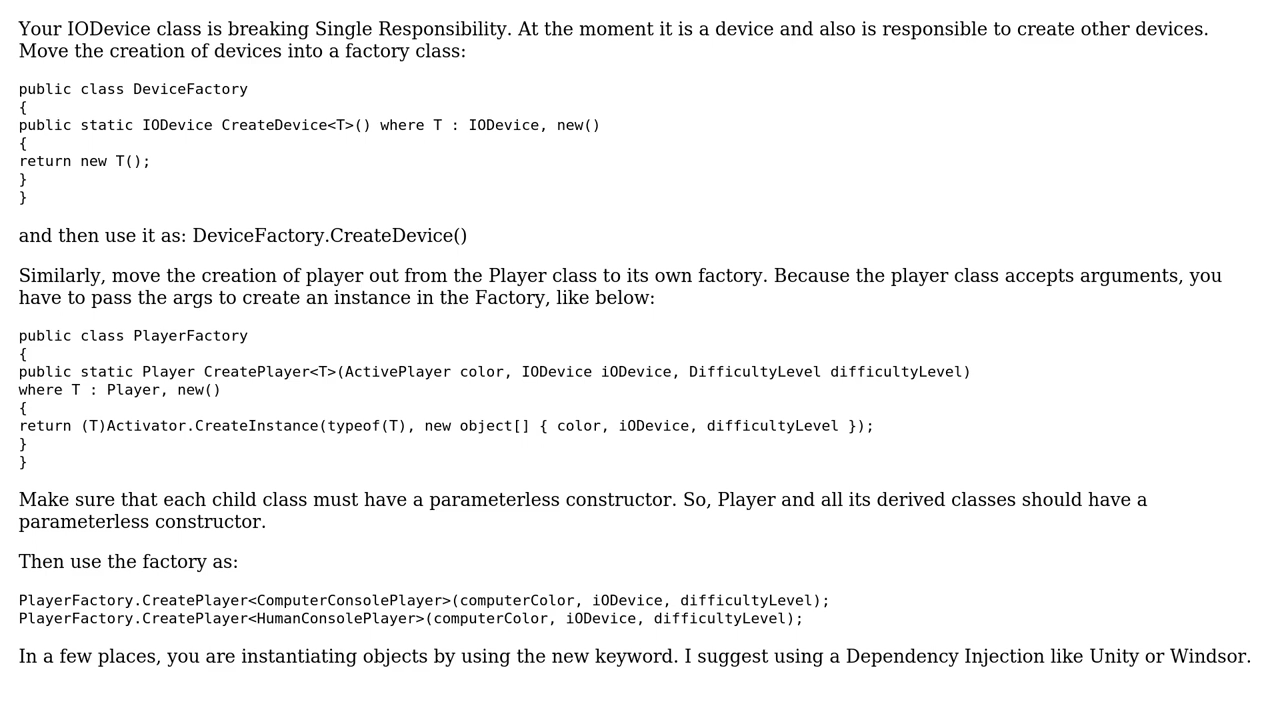 Your IODevice class is breaking Single Responsibility. At the moment it is a device and also is responsible to create other devices.
Move the creation of devices into a factory class:
public class DeviceFactory
{
public static IODevice CreateDevice<T>() where T : IODevice, new()
{
return new T();
}
}
and then use it as: DeviceFactory.CreateDevice()
Similarly, move the creation of player out from the Player class to its own factory. Because the player class accepts arguments, you
have to pass the args to create an instance in the Factory, like below:
public class PlayerFactory
{
public static Player CreatePlayer<T>(ActivePlayer color, IODevice iODevice, DifficultyLevel difficultyLevel)
where T : Player, new()
{
return (T)Activator.CreateInstance(typeof(T), new object[] { color, iODevice, difficultyLevel });
}
}
Make sure that each child class must have a parameterless constructor. So, Player and all its derived classes should have a
parameterless constructor.
Then use the factory as:
PlayerFactory.CreatePlayer<ComputerConsolePlayer>(computerColor, iODevice, difficultyLevel);
PlayerFactory.CreatePlayer<HumanConsolePlayer>(computerColor, iODevice, difficultyLevel);
In a few places, you are instantiating objects by using the new keyword. I suggest using a Dependency Injection like Unity or Windsor.